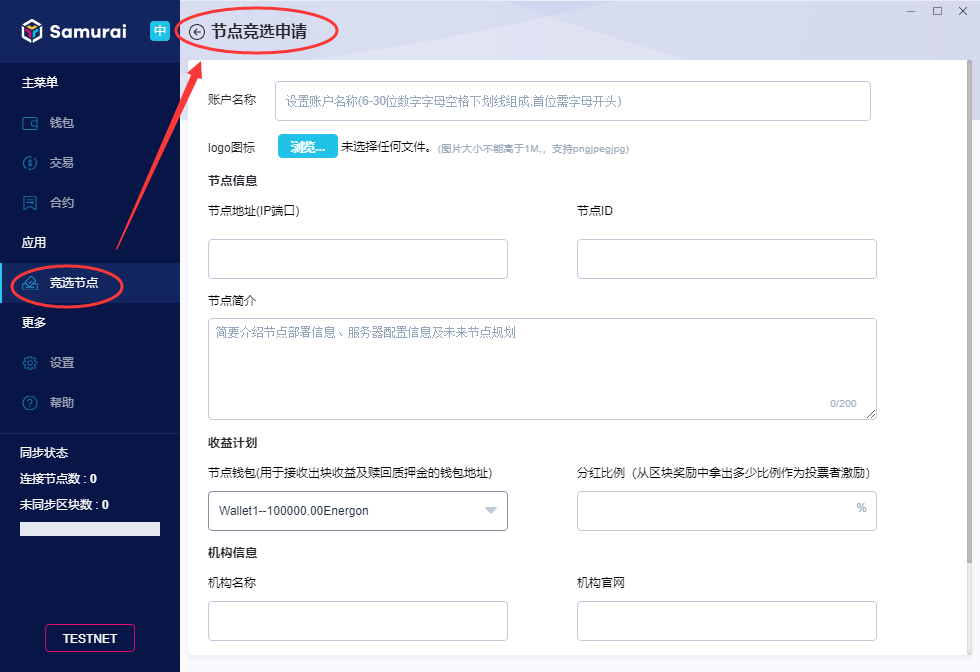 Samurai
中
主菜单
钱包
交易
合约
应用
竞选节点
更多
设置
帮助
同步状态
连接节点数 : 0
未同步区块数 : 0
TESTNET
节点竞选申请
账户名称
设置账户名称(6-30位数字字母空格下划线组成,首位需字母开头)
logo图标
浏览... 未选择任何文件。 (图片大小不能高于1M,，支持pngjpegjpg)
节点信息
节点地址(IP端口)
节点ID
节点简介
简要介绍节点部署信息、服务器配置信息及未来节点规划
0/200
收益计划
节点钱包(用于接收出块收益及赎回质押金的钱包地址)
Wallet1--100000.00Energon
分红比例（从区块奖励中拿出多少比例作为投票者激励）
%
机构信息
机构名称
机构官网